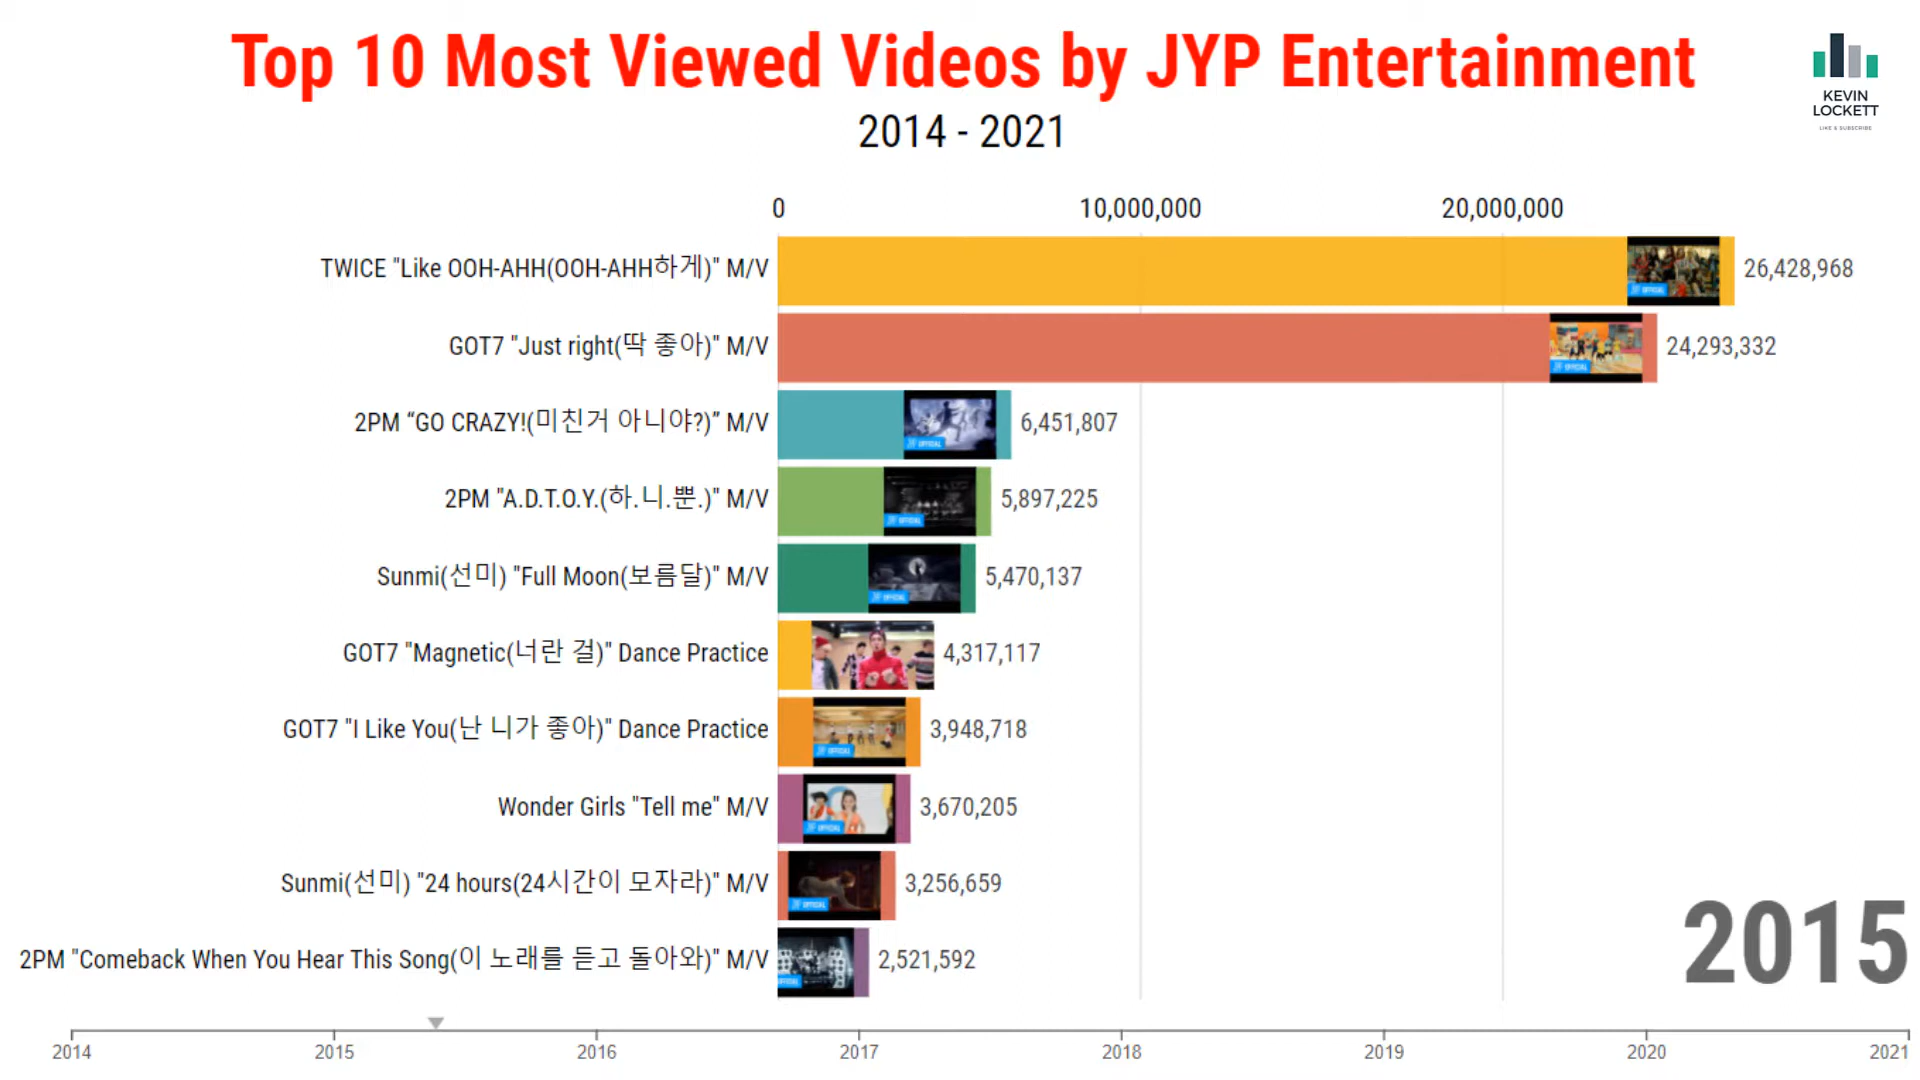 Top 10 Most Viewed Videos by JYP Entertainment
2014 - 2021
KEVIN
LOCKETT
LIKE & SUBSCRIBE
0 10,000,000 20,000,000
TWICE "Like OOH-AHH(OOH-AHH하게)" M/V 26,428,968
GOT7 "Just right(딱 좋아)" M/V 24,293,332
2PM “GO CRAZY!(미친거 아니야?)” M/V 6,451,807
2PM "A.D.T.O.Y.(하.니.뿐.)" M/V 5,897,225
Sunmi(선미) "Full Moon(보름달)" M/V 5,470,137
GOT7 "Magnetic(너란 걸)" Dance Practice 4,317,117
GOT7 "I Like You(난 니가 좋아)" Dance Practice 3,948,718
Wonder Girls "Tell me" M/V 3,670,205
Sunmi(선미) "24 hours(24시간이 모자라)" M/V 3,256,659
2PM "Comeback When You Hear This Song(이 노래를 듣고 돌아와)" M/V 2,521,592
2015
2014 2015 2016 2017 2018 2019 2020 2021